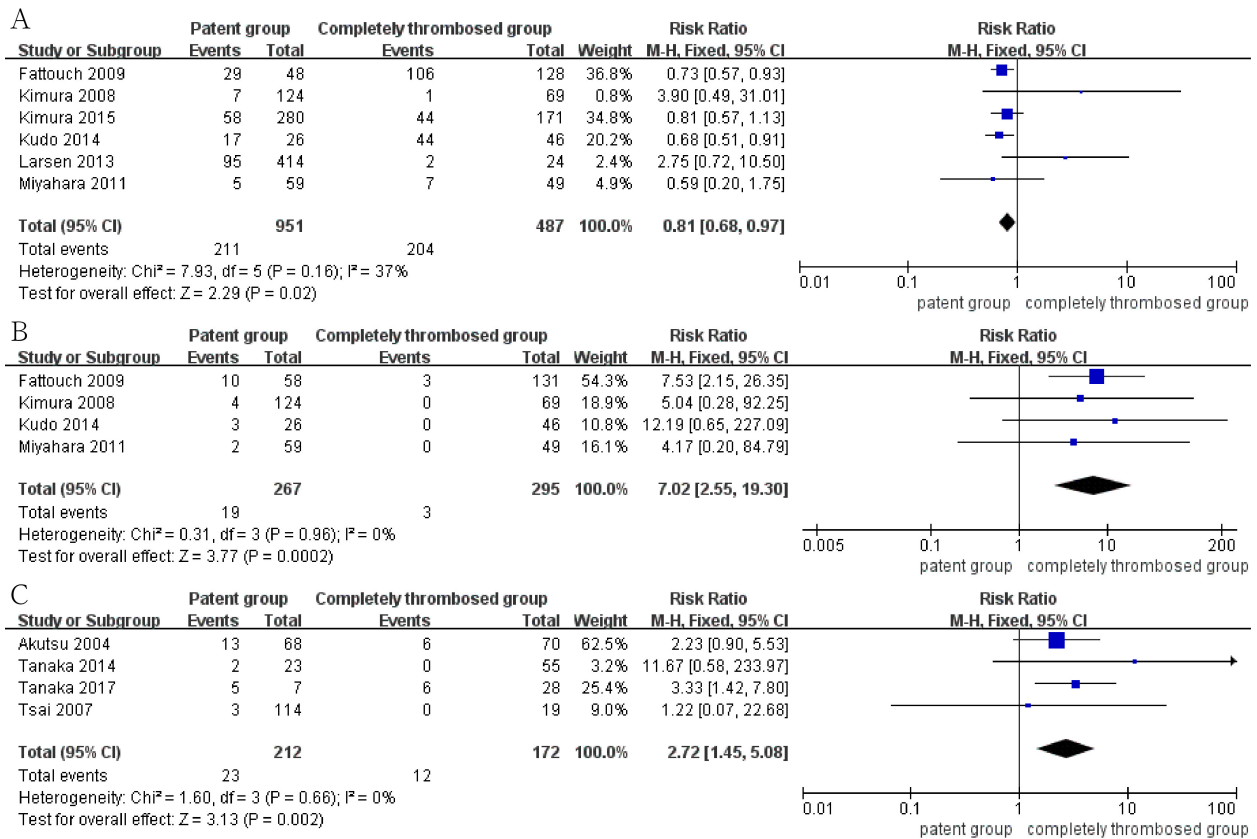 A
Patent group Completely thrombosed group Risk Ratio Risk Ratio
Study or Subgroup Events Total Events Total Weight M-H, Fixed, 95% CI M-H, Fixed, 95% CI
Fattouch 2009 29 48 106 128 36.8% 0.73 [0.57, 0.93]
Kimura 2008 7 124 1 69 0.8% 3.90 [0.49, 31.01]
Kimura 2015 58 280 44 171 34.8% 0.81 [0.57, 1.13]
Kudo 2014 17 26 44 46 20.2% 0.68 [0.51, 0.91]
Larsen 2013 95 414 2 24 2.4% 2.75 [0.72, 10.50]
Miyahara 2011 5 59 7 49 4.9% 0.59 [0.20, 1.75]
Total (95% CI) 951 487 100.0% 0.81 [0.68, 0.97]
Total events 211 204
Heterogeneity: Chi² = 7.93, df = 5 (P = 0.16); I² = 37%
Test for overall effect: Z = 2.29 (P = 0.02)
0.01 0.1 1 10 100
patent group completely thrombosed group
B
Patent group Completely thrombosed group Risk Ratio Risk Ratio
Study or Subgroup Events Total Events Total Weight M-H, Fixed, 95% CI M-H, Fixed, 95% CI
Fattouch 2009 10 58 3 131 54.3% 7.53 [2.15, 26.35]
Kimura 2008 4 124 0 69 18.9% 5.04 [0.28, 92.25]
Kudo 2014 3 26 0 46 10.8% 12.19 [0.65, 227.09]
Miyahara 2011 2 59 0 49 16.1% 4.17 [0.20, 84.79]
Total (95% CI) 267 295 100.0% 7.02 [2.55, 19.30]
Total events 19 3
Heterogeneity: Chi² = 0.31, df = 3 (P = 0.96); I² = 0%
Test for overall effect: Z = 3.77 (P = 0.0002)
0.005 0.1 1 10 200
patent group completely thrombosed group
C
Patent group Completely thrombosed group Risk Ratio Risk Ratio
Study or Subgroup Events Total Events Total Weight M-H, Fixed, 95% CI M-H, Fixed, 95% CI
Akutsu 2004 13 68 6 70 62.5% 2.23 [0.90, 5.53]
Tanaka 2014 2 23 0 55 3.2% 11.67 [0.58, 233.97]
Tanaka 2017 5 7 6 28 25.4% 3.33 [1.42, 7.80]
Tsai 2007 3 114 0 19 9.0% 1.22 [0.07, 22.68]
Total (95% CI) 212 172 100.0% 2.72 [1.45, 5.08]
Total events 23 12
Heterogeneity: Chi² = 1.60, df = 3 (P = 0.66); I² = 0%
Test for overall effect: Z = 3.13 (P = 0.002)
0.01 0.1 1 10 100
patent group completely thrombosed group